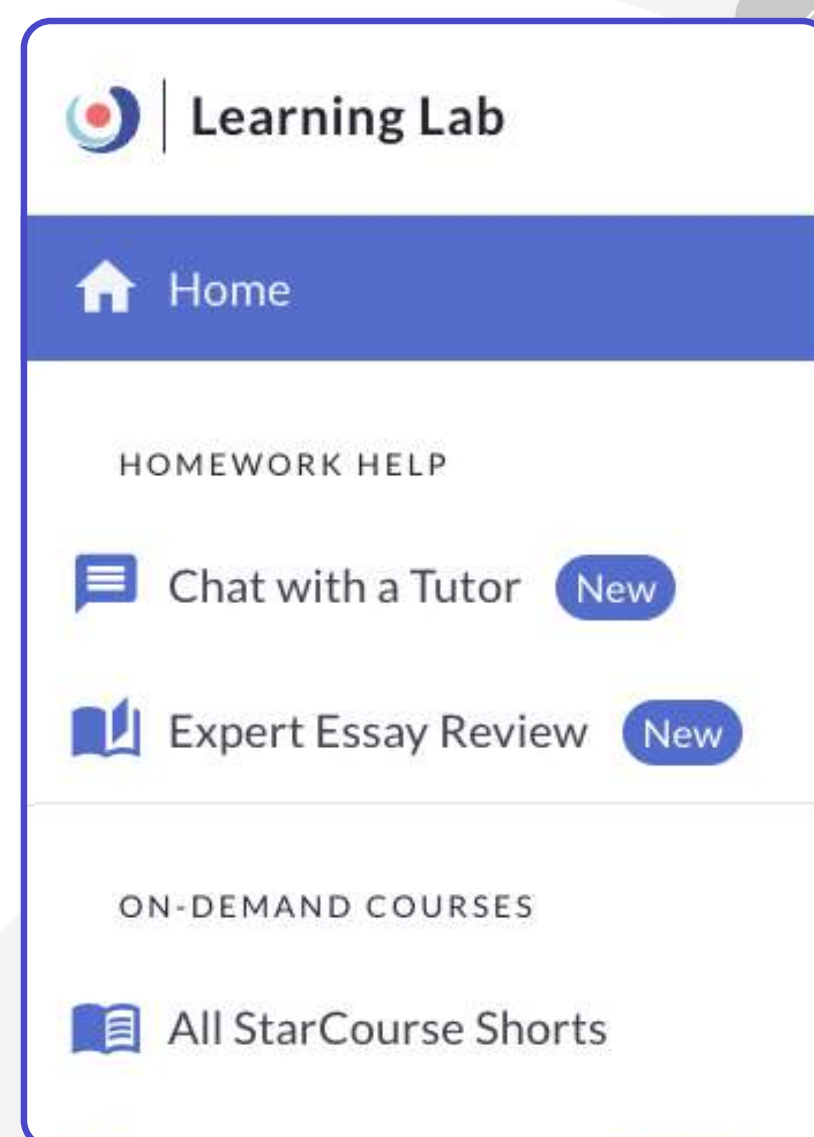 Learning Lab
Home
HOMEWORK HELP
Chat with a Tutor New
Expert Essay Review New
ON-DEMAND COURSES
All StarCourse Shorts